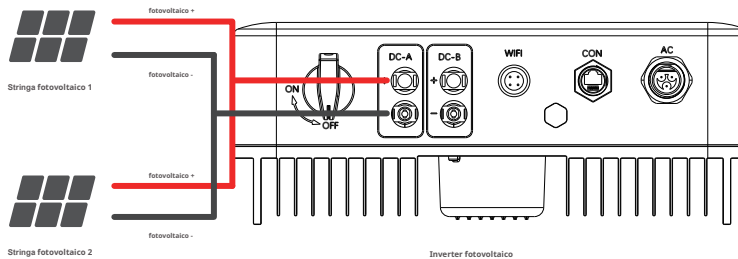 fotovoltaico +
fotovoltaico -
Stringa fotovoltaico 1
DC-A
DC-B
WIFI
CON
AC
ON
OFF
+
−
fotovoltaico +
fotovoltaico -
Stringa fotovoltaico 2
Inverter fotovoltaico